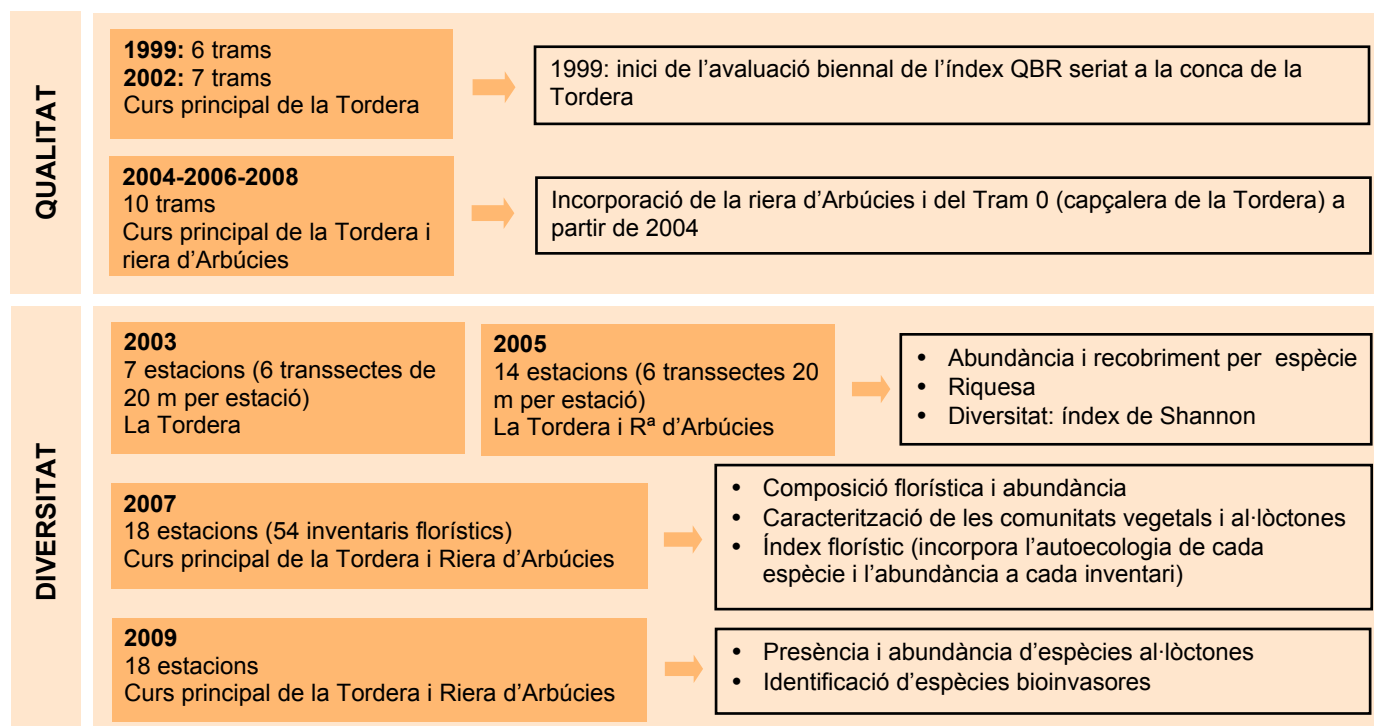 QUALITAT
1999: 6 trams
2002: 7 trams
Curs principal de la Tordera
1999: inici de l'avaluació biennal de l'índex QBR seriat a la conca de la
Tordera
2004-2006-2008
10 trams
Curs principal de la Tordera i
riera d'Arbúcies
Incorporació de la riera d'Arbúcies i del Tram 0 (capçalera de la Tordera) a
partir de 2004
DIVERSITAT
2003
7 estacions (6 transsectes de
20 m per estació)
La Tordera
2005
14 estacions (6 transsectes 20
m per estació)
La Tordera i Rª d'Arbúcies
• Abundància i recobriment per espècie
• Riquesa
• Diversitat: índex de Shannon
2007
18 estacions (54 inventaris florístics)
Curs principal de la Tordera i Riera d'Arbúcies
• Composició florística i abundància
• Caracterització de les comunitats vegetals i al·lòctones
• Índex florístic (incorpora l'autoecologia de cada
espècie i l'abundància a cada inventari)
2009
18 estacions
Curs principal de la Tordera i Riera d'Arbúcies
• Presència i abundància d'espècies al·lòctones
• Identificació d'espècies bioinvasores